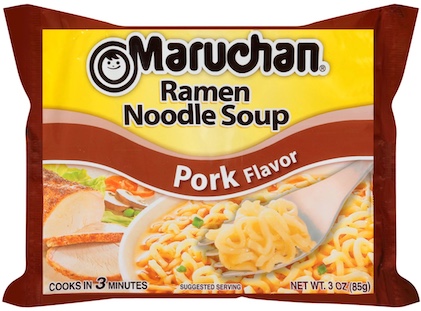 Maruchan®
Ramen
Noodle Soup
Pork Flavor
COOKS IN 3 MINUTES
SUGGESTED SERVING
NET WT. 3 OZ (85g)